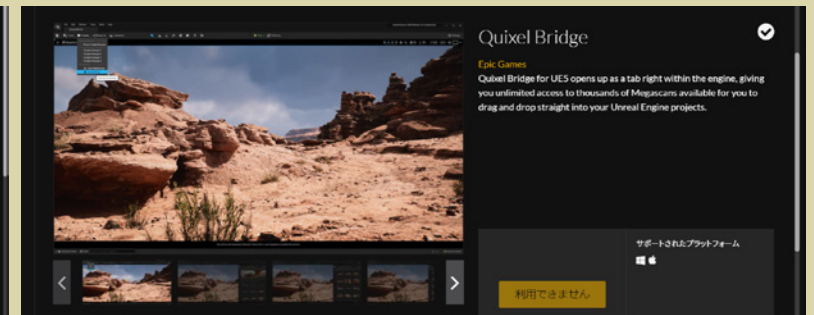 Quixel Bridge
Epic Games
Quixel Bridge for UE5 opens up as a tab right within the engine, giving
you unlimited access to thousands of Megascans available for you to
drag and drop straight into your Unreal Engine projects.
サポートされたプラットフォーム
利用できません